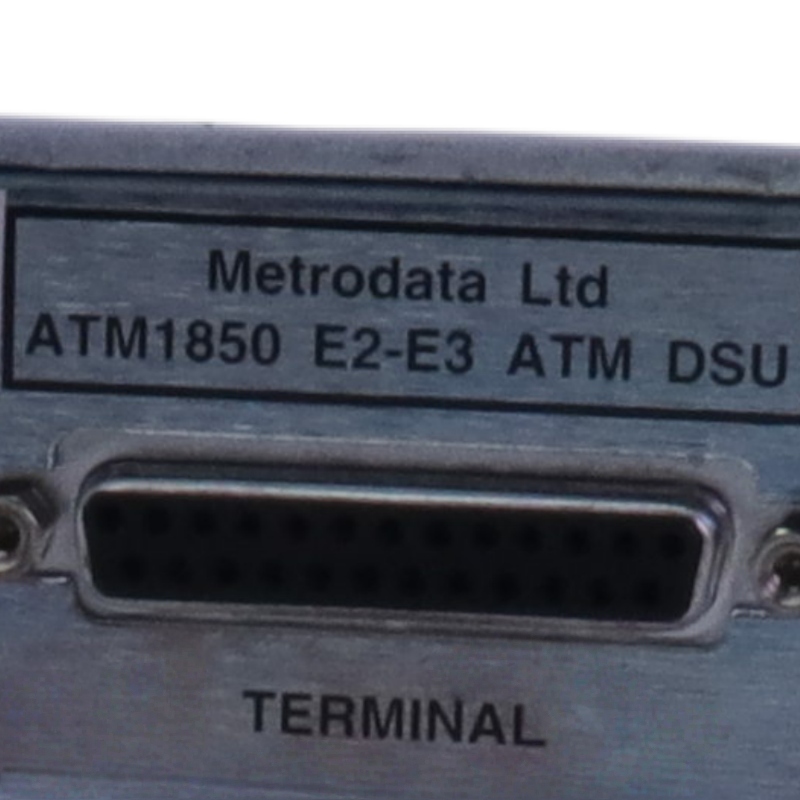 Metrodata Ltd
ATM1850 E2-E3 ATM DSU
TERMINAL